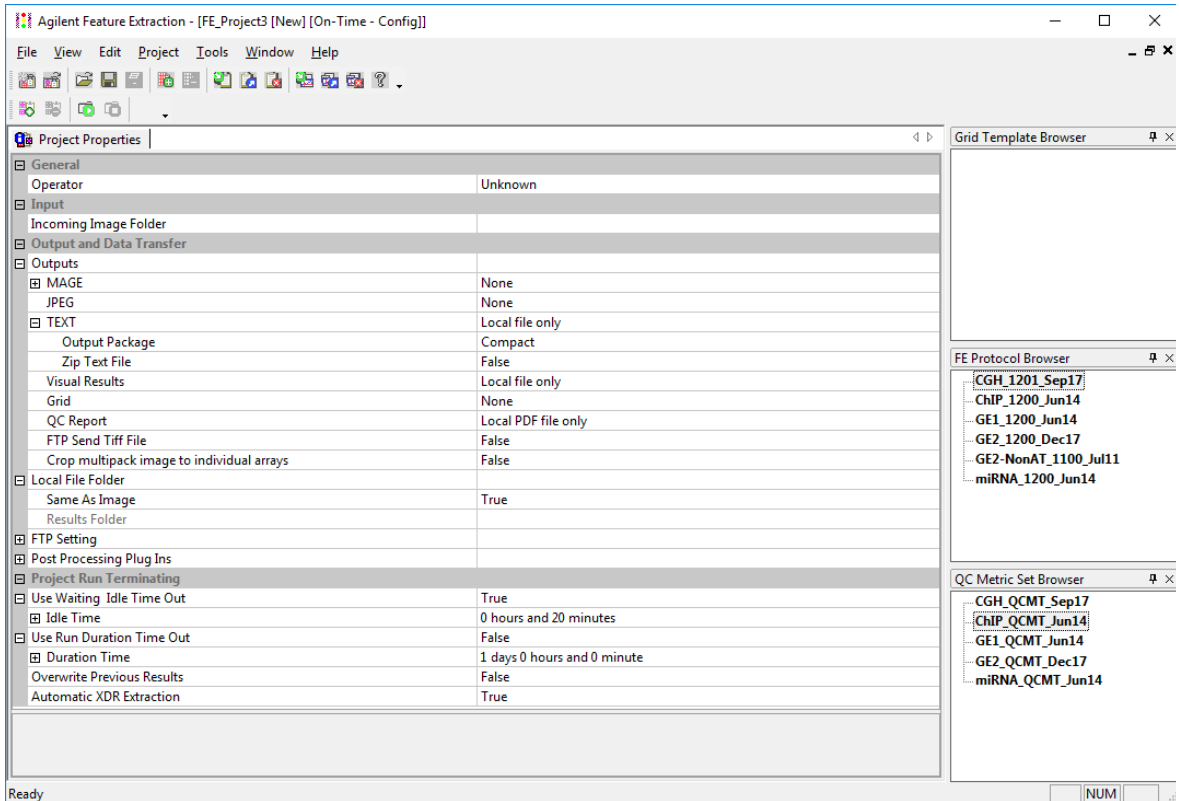 Agilent Feature Extraction - [FE_Project3 [New] [On-Time - Config]]
File View Edit Project Tools Window Help
Project Properties
General
Operator Unknown
Input
Incoming Image Folder
Output and Data Transfer
Outputs
MAGE None
JPEG None
TEXT Local file only
Output Package Compact
Zip Text File False
Visual Results Local file only
Grid None
QC Report Local PDF file only
FTP Send Tiff File False
Crop multipack image to individual arrays False
Local File Folder
Same As Image True
Results Folder
FTP Setting
Post Processing Plug Ins
Project Run Terminating
Use Waiting Idle Time Out True
Idle Time 0 hours and 20 minutes
Use Run Duration Time Out False
Duration Time 1 days 0 hours and 0 minute
Overwrite Previous Results False
Automatic XDR Extraction True
Grid Template Browser
FE Protocol Browser
CGH_1201_Sep17
ChIP_1200_Jun14
GE1_1200_Jun14
GE2_1200_Dec17
GE2-NonAT_1100_Jul11
miRNA_1200_Jun14
QC Metric Set Browser
CGH_QCMT_Sep17
ChIP_QCMT_Jun14
GE1_QCMT_Jun14
GE2_QCMT_Dec17
miRNA_QCMT_Jun14
Ready NUM